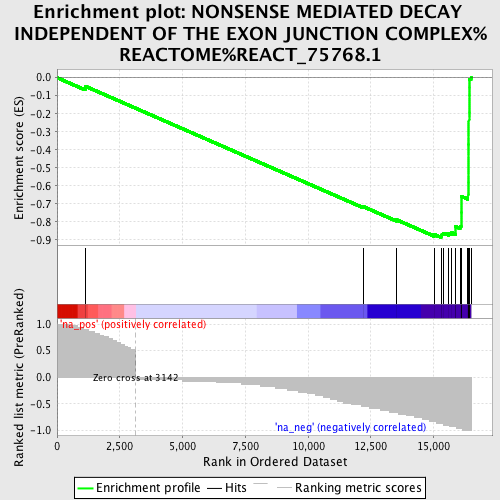 Enrichment plot: NONSENSE MEDIATED DECAY
INDEPENDENT OF THE EXON JUNCTION COMPLEX%
REACTOME%REACT_75768.1
Enrichment score (ES)
0.0
-0.1
-0.2
-0.3
-0.4
-0.5
-0.6
-0.7
-0.8
-0.9
Ranked list metric (PreRanked)
1.0
0.5
0.0
-0.5
-1.0
'na_pos' (positively correlated)
Zero cross at 3142
'na_neg' (negatively correlated)
0 2,500 5,000 7,500 10,000 12,500 15,000
Rank in Ordered Dataset
Enrichment profile Hits Ranking metric scores